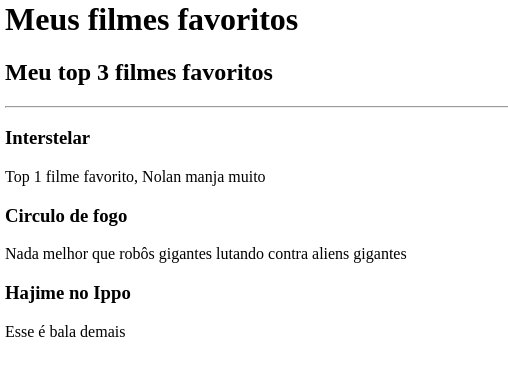 Meus filmes favoritos
Meu top 3 filmes favoritos
Interstelar
Top 1 filme favorito, Nolan manja muito
Circulo de fogo
Nada melhor que robôs gigantes lutando contra aliens gigantes
Hajime no Ippo
Esse é bala demais